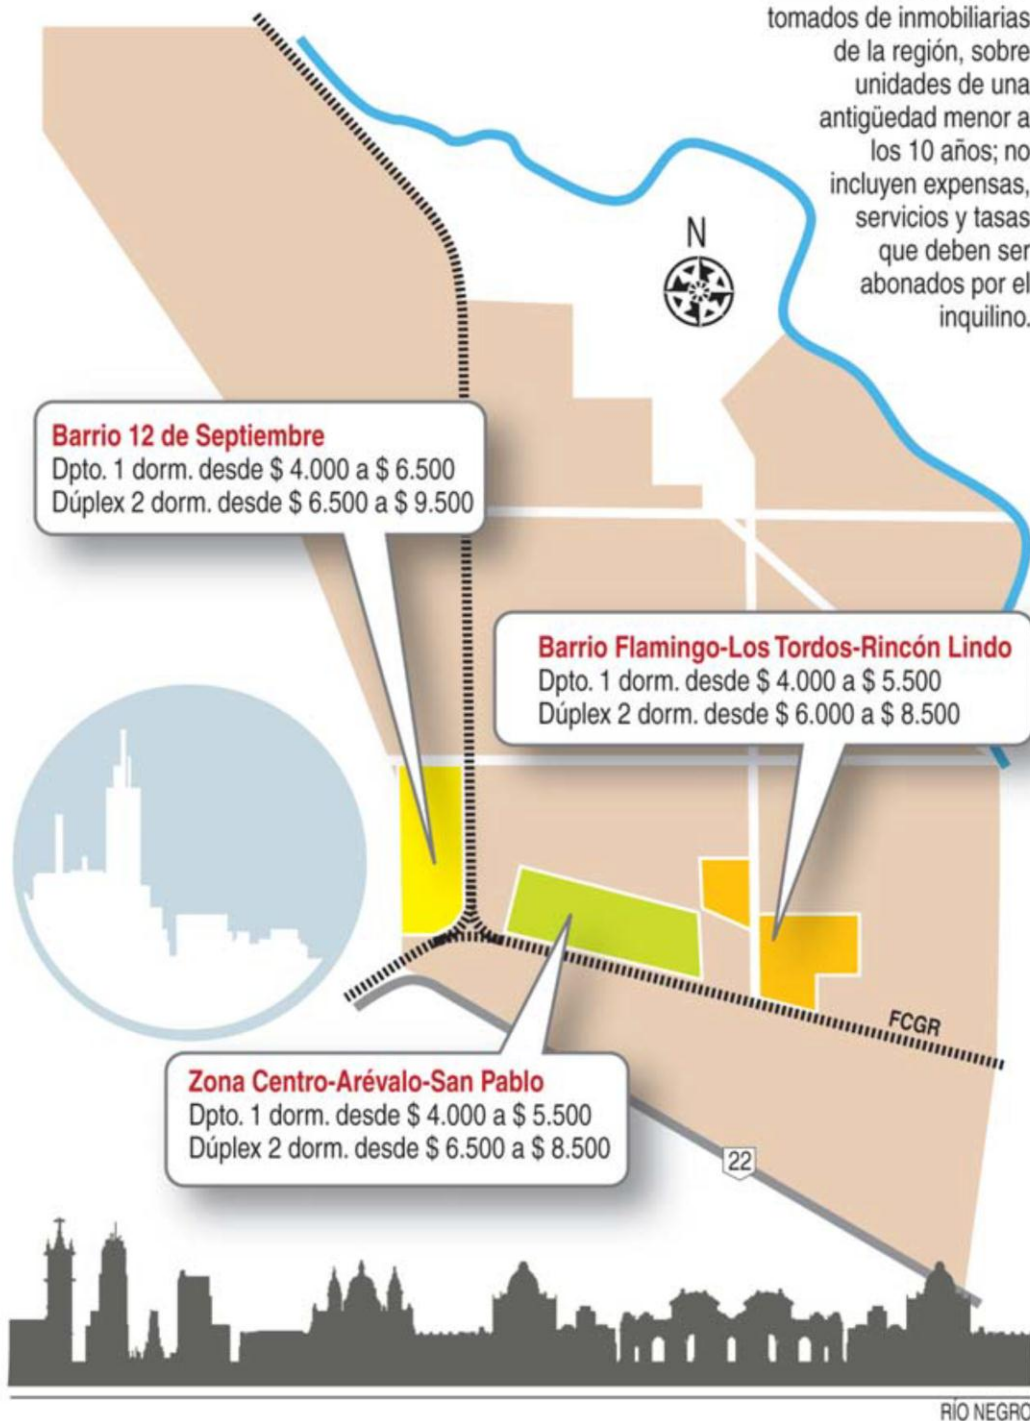 tomados de inmobiliarias
de la región, sobre
unidades de una
antigüedad menor a
los 10 años; no
incluyen expensas,
servicios y tasas
que deben ser
abonados por el
inquilino.
N
Barrio 12 de Septiembre
Dpto. 1 dorm. desde $ 4.000 a $ 6.500
Dúplex 2 dorm. desde $ 6.500 a $ 9.500
Barrio Flamingo-Los Tordos-Rincón Lindo
Dpto. 1 dorm. desde $ 4.000 a $ 5.500
Dúplex 2 dorm. desde $ 6.000 a $ 8.500
FCGR
Zona Centro-Arévalo-San Pablo
Dpto. 1 dorm. desde $ 4.000 a $ 5.500
Dúplex 2 dorm. desde $ 6.500 a $ 8.500
22
RÍO NEGRO